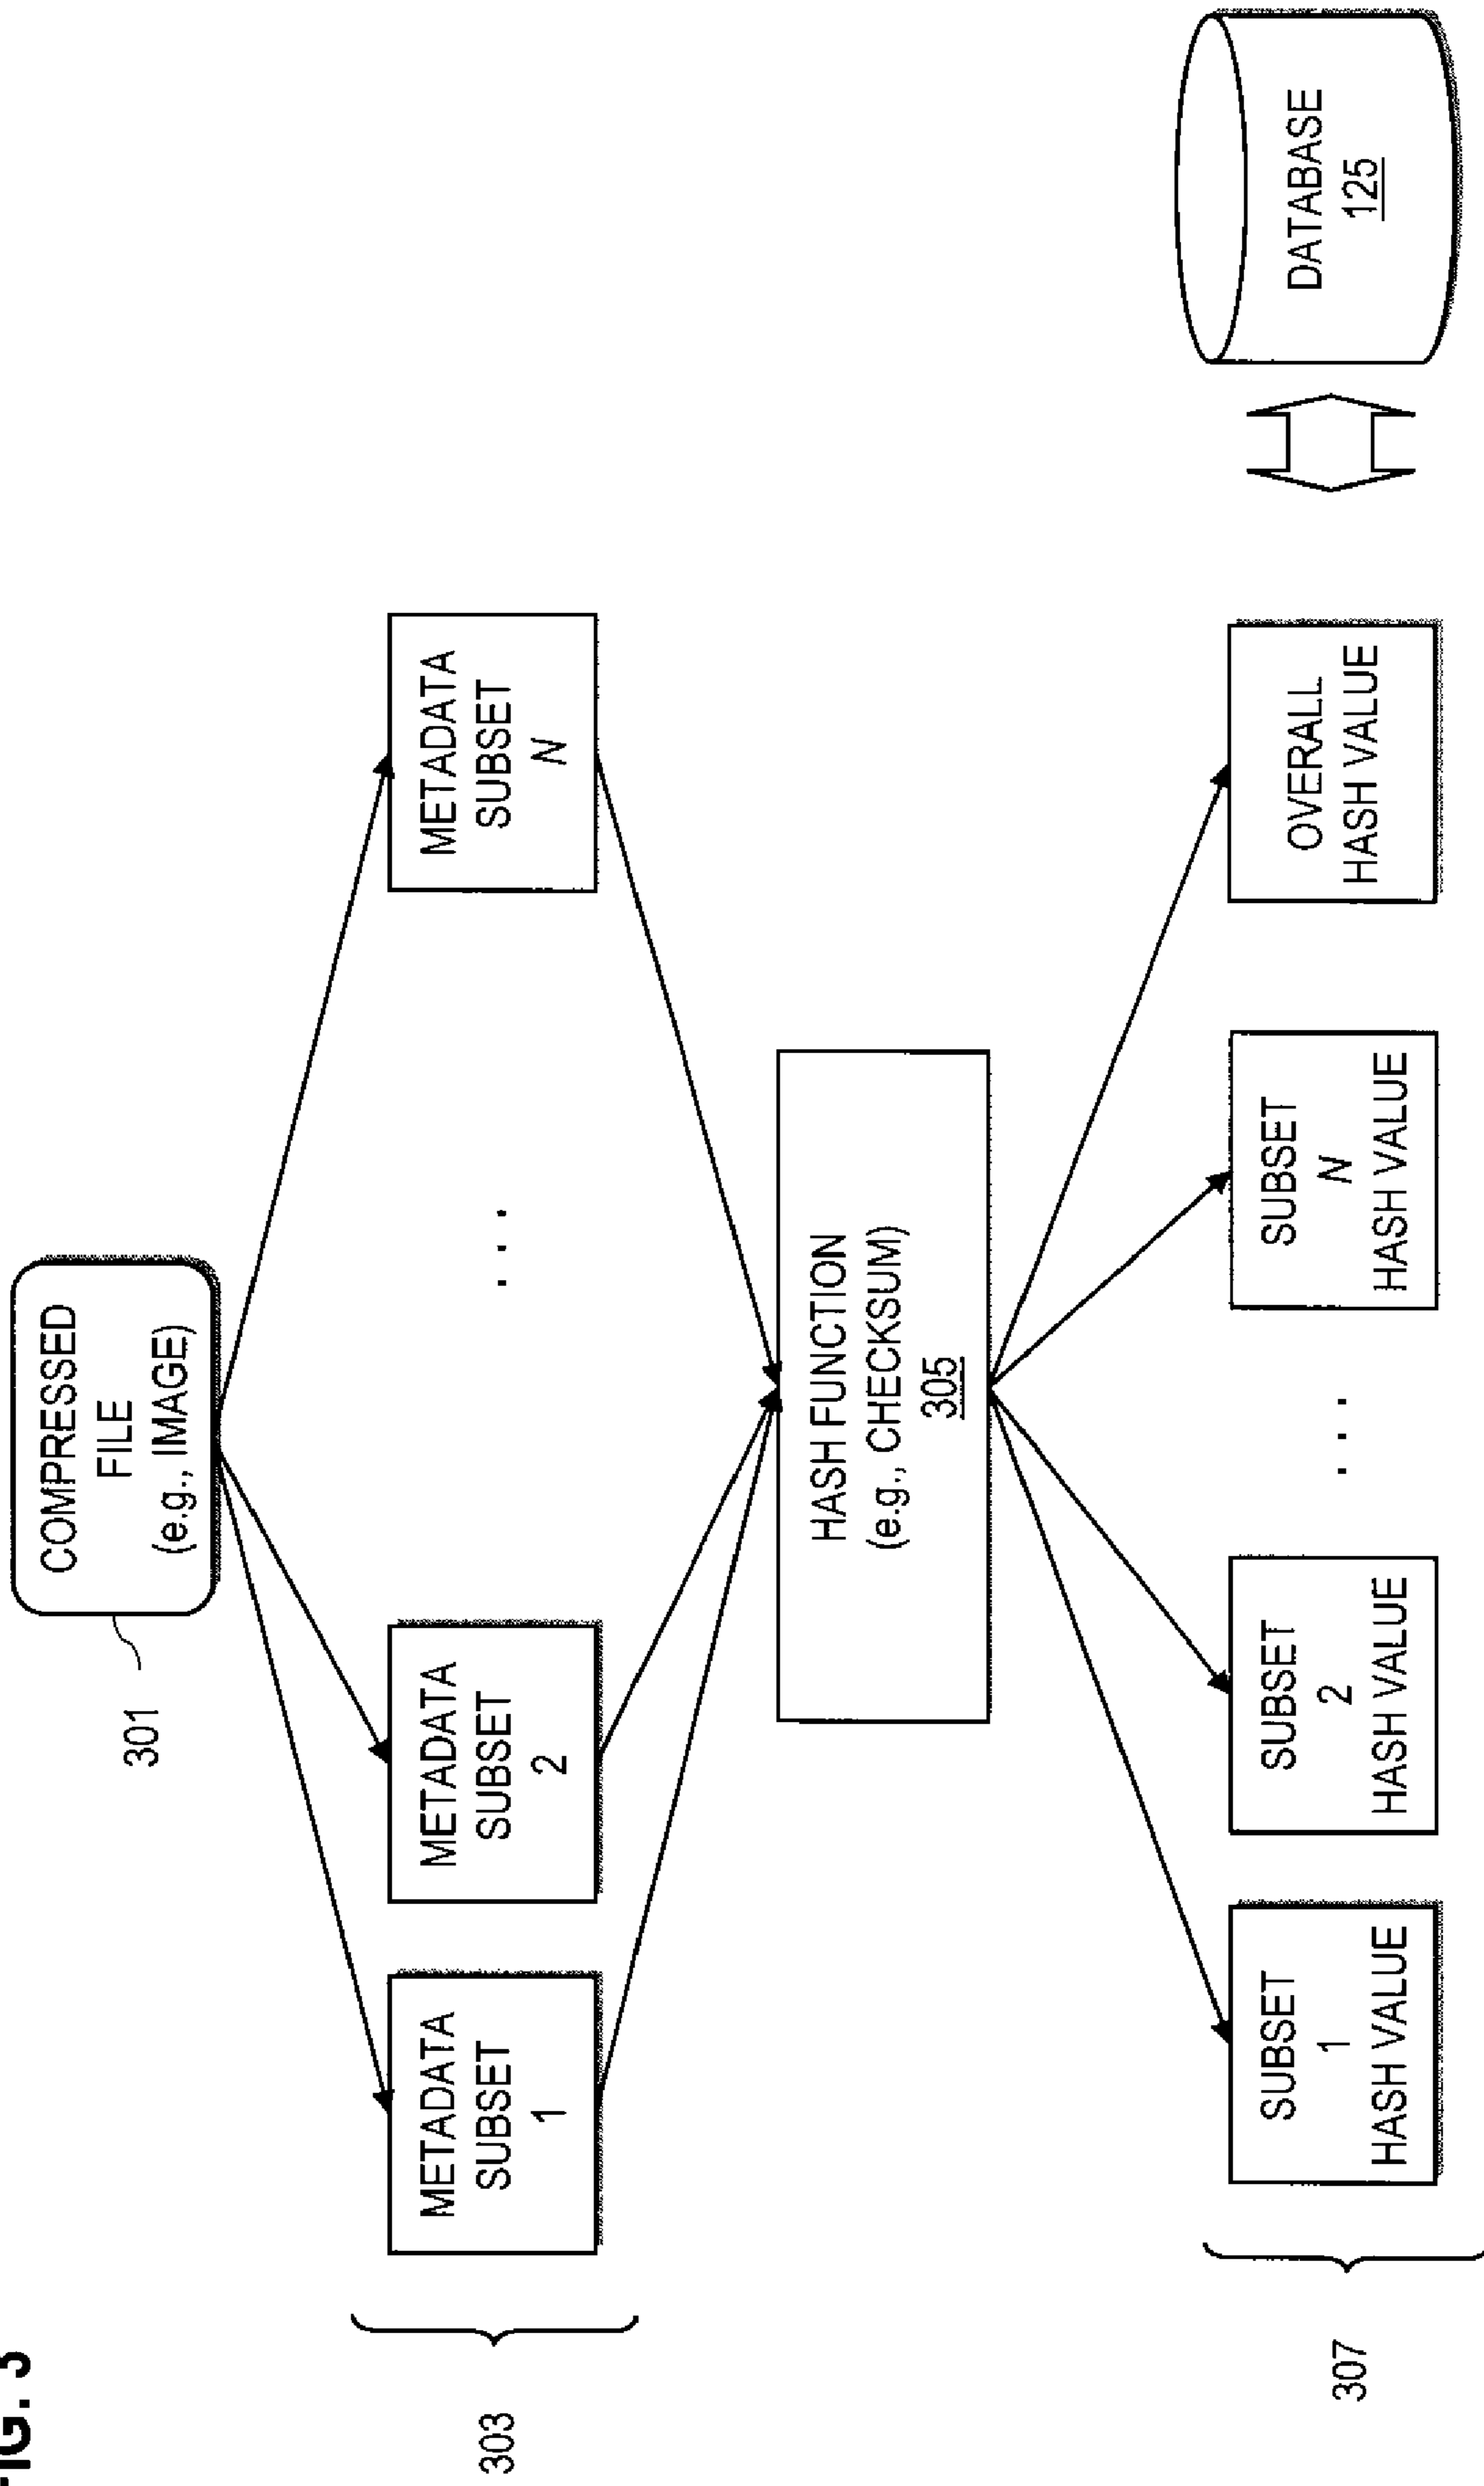 FIG. 3
COMPRESSED
FILE
(e.g., IMAGE)
301
303
METADATA
SUBSET
1
METADATA
SUBSET
2
. . .
METADATA
SUBSET
N
HASH FUNCTION
(e.g., CHECKSUM)
305
307
SUBSET
1
HASH VALUE
SUBSET
2
HASH VALUE
. . .
SUBSET
N
HASH VALUE
OVERALL
HASH VALUE
DATABASE
125